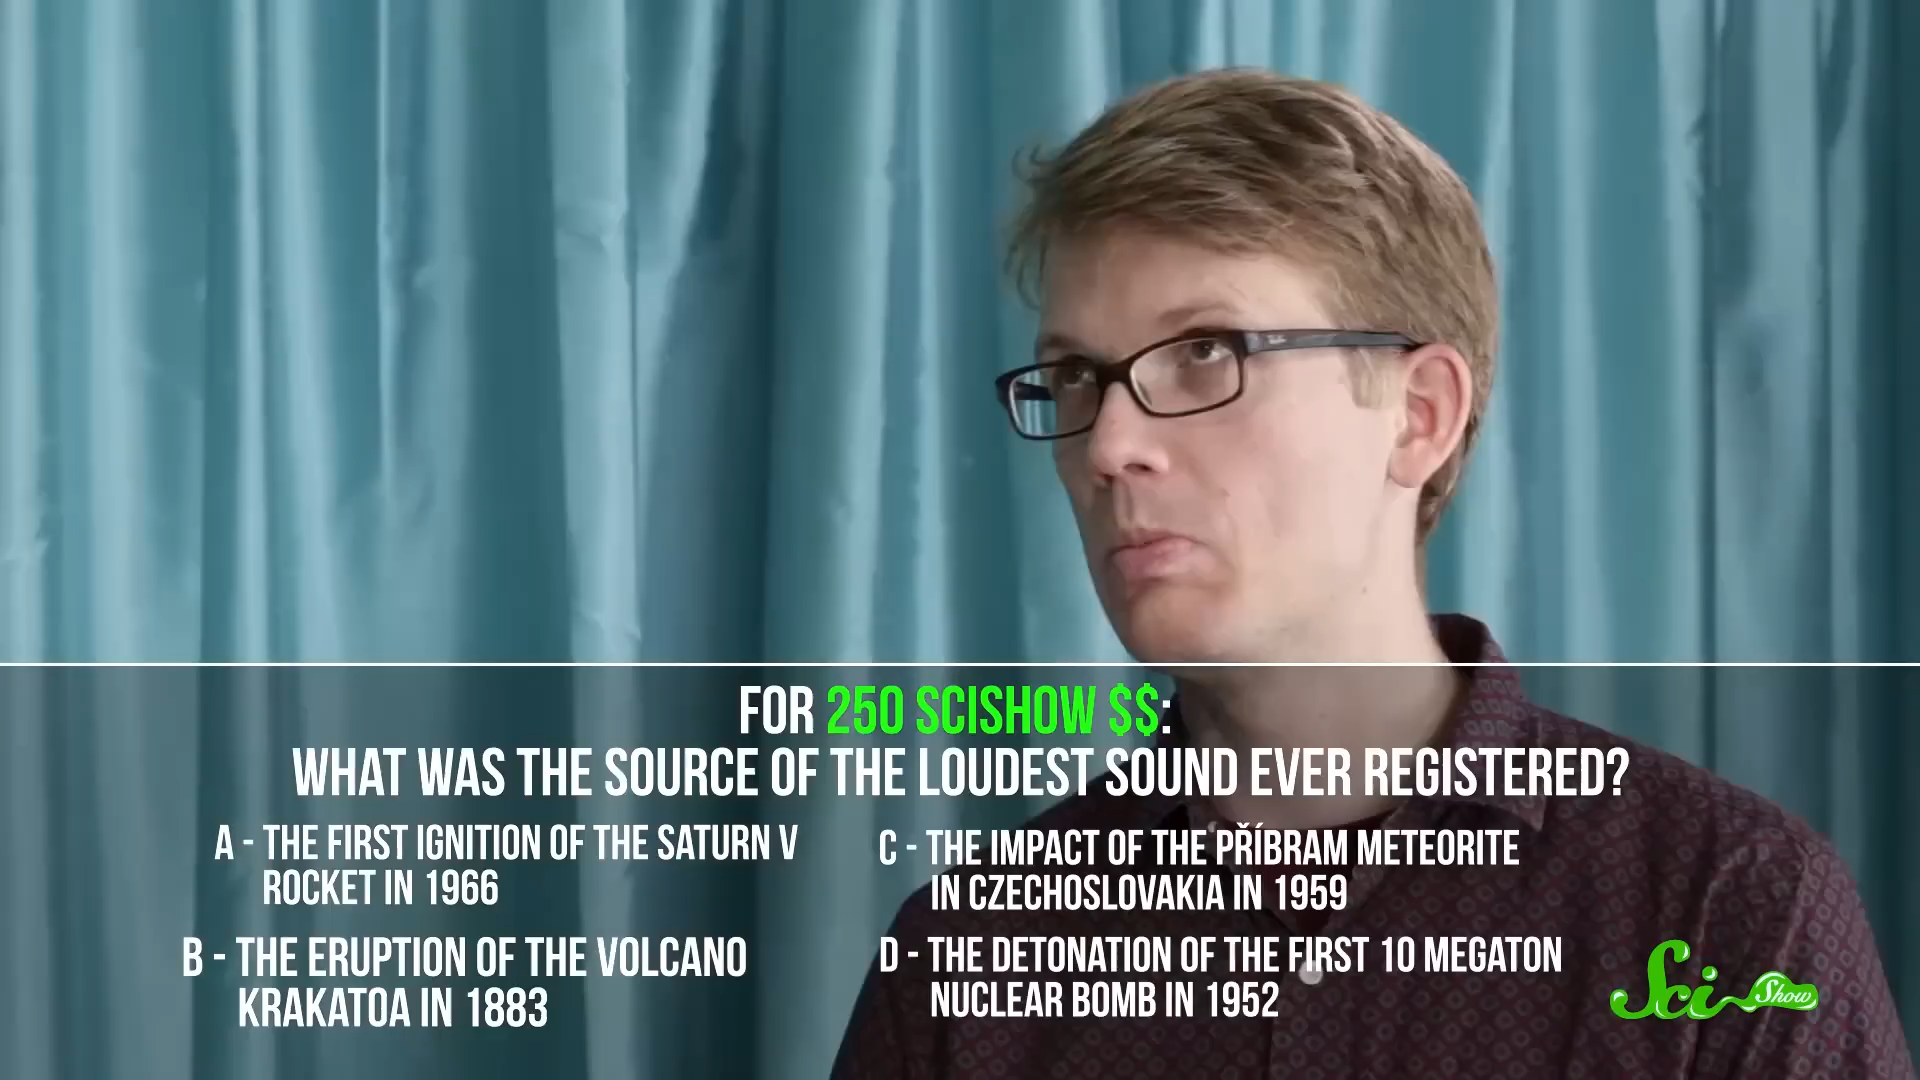 FOR 250 SCISHOW $$:
WHAT WAS THE SOURCE OF THE LOUDEST SOUND EVER REGISTERED?
A - THE FIRST IGNITION OF THE SATURN V
ROCKET IN 1966
B - THE ERUPTION OF THE VOLCANO
KRAKATOA IN 1883
C - THE IMPACT OF THE PŘÍBRAM METEORITE
IN CZECHOSLOVAKIA IN 1959
D - THE DETONATION OF THE FIRST 10 MEGATON
NUCLEAR BOMB IN 1952
Sci Show